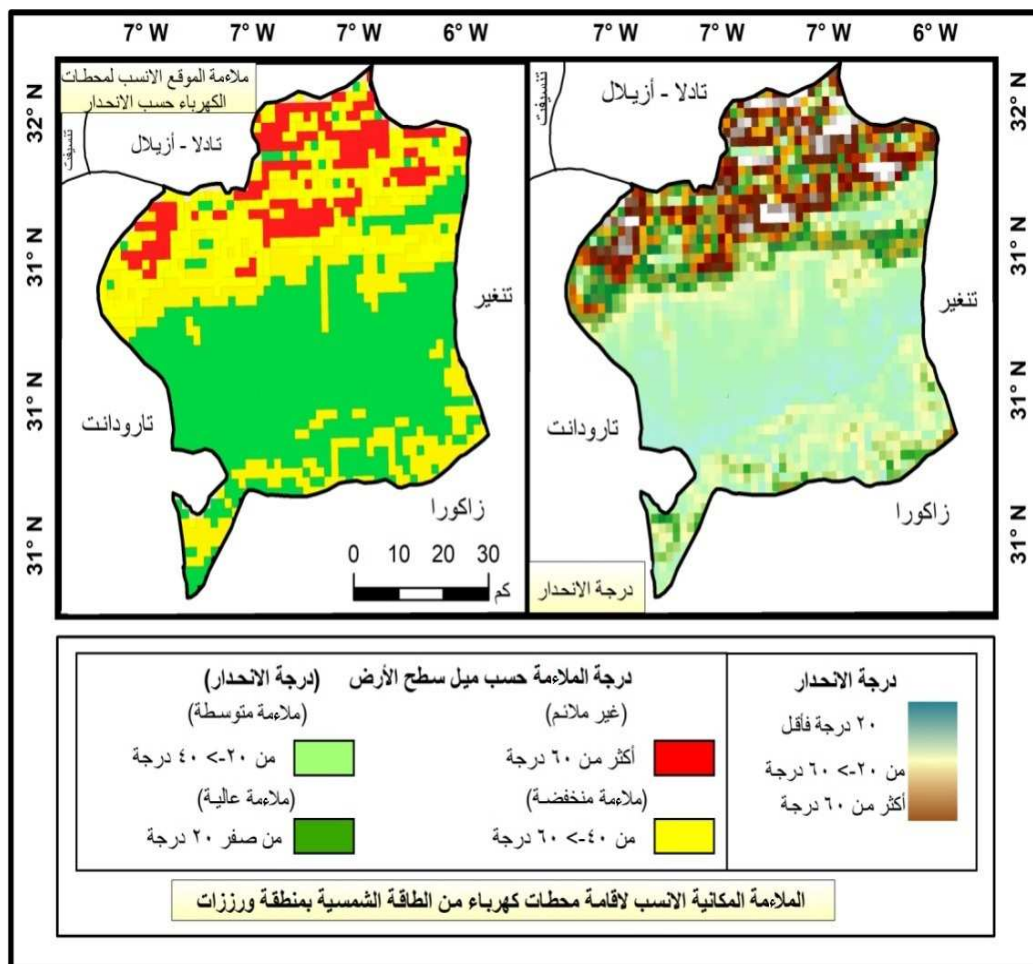 7° W 7° W 7° W 6° W
7° W 7° W 7° W 6° W
32° N
31° N
31° N
31° N
ملاءمة الموقع الانسب لمحطات
الكهرباء حسب الانحدار
تنسيفت
تادلا - أزيلال
تنغير
تارودانت
زاكورا
0 10 20 30
كم
تنسيفت
تادلا - أزيلال
تنغير
تارودانت
زاكورا
درجة الانحدار
32° N
31° N
31° N
31° N
درجة الملاءمة حسب ميل سطح الأرض (درجة الانحدار)
(غير ملائم) (ملاءمة متوسطة)
أكثر من ٦٠ درجة من ٢٠-> ٤٠ درجة
(ملاءمة منخفضة) (ملاءمة عالية)
من ٤٠-> ٦٠ درجة من صفر ٢٠ درجة
درجة الانحدار
٢٠ درجة فأقل
من ٢٠-> ٦٠ درجة
أكثر من ٦٠ درجة
الملاءمة المكانية الانسب لاقامة محطات كهرباء من الطاقة الشمسية بمنطقة ورززات